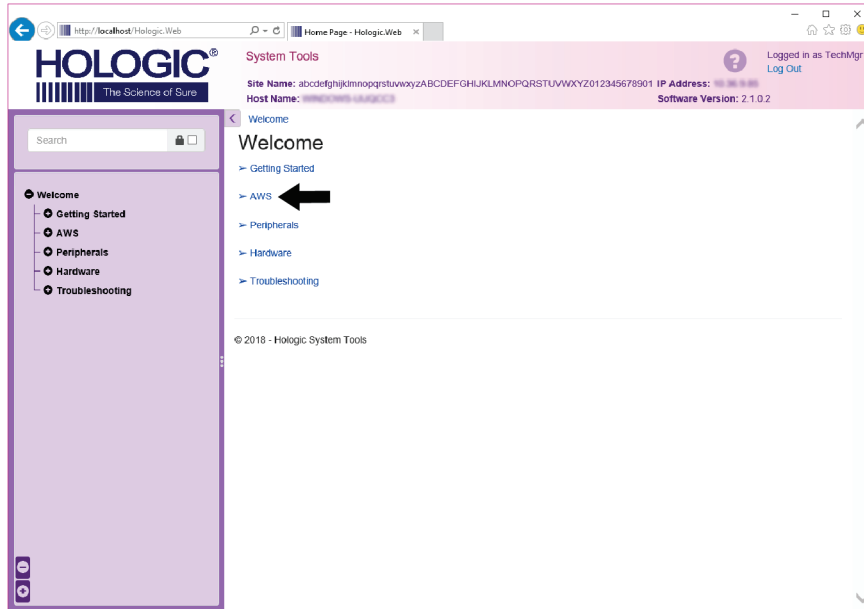 http://localhost/Hologic.Web
Home Page - Hologic.Web
HOLOGIC®
The Science of Sure
System Tools
Logged in as TechMgr
Log Out
Site Name: abcdefghijklmnopqrstuvwxyzABCDEFGHIJKLMNOPQRSTUVWXYZ012345678901 IP Address:
Host Name:
Software Version: 2.1.0.2
Search
Welcome
Getting Started
AWS
Peripherals
Hardware
Troubleshooting
Welcome
Welcome
➢ Getting Started
➢ AWS
➢ Peripherals
➢ Hardware
➢ Troubleshooting
© 2018 - Hologic System Tools